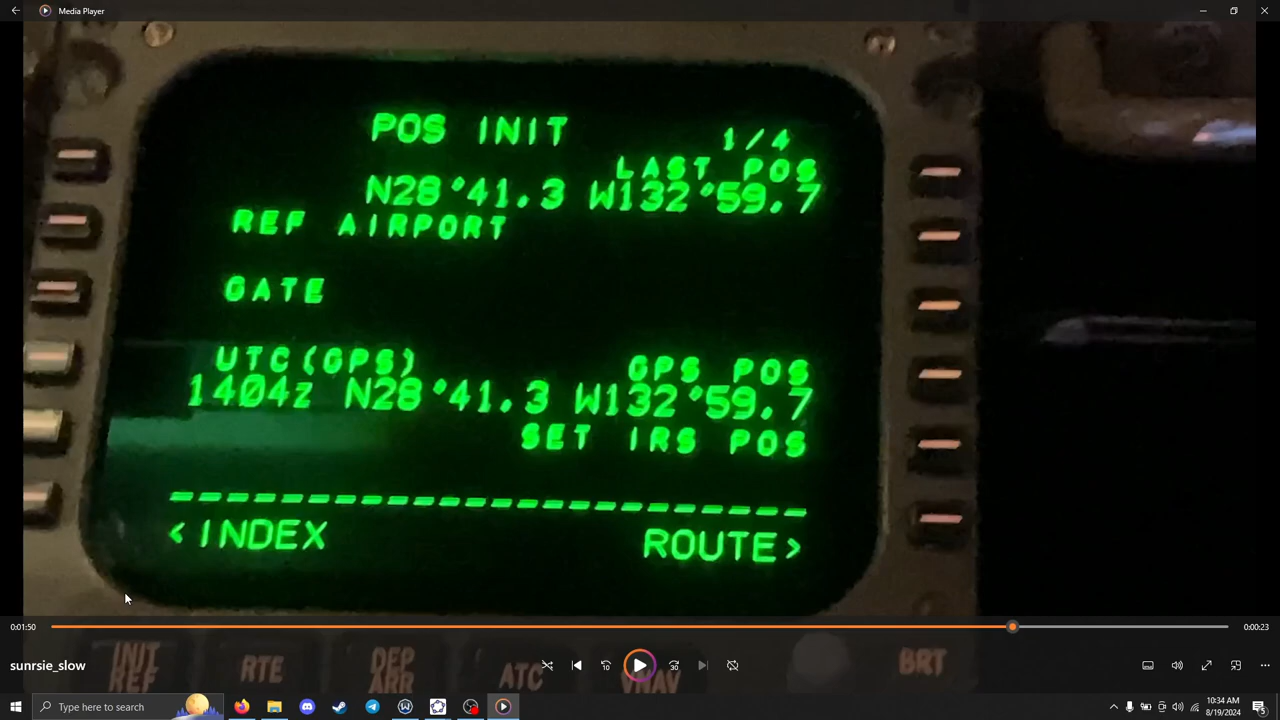 Media Player
POS INIT 1/4
LAST POS
N28°41.3 W132°59.7
REF AIRPORT
GATE
UTC(GPS) GPS POS
1404z N28°41.3 W132°59.7
SET IRS POS
--------------------------------
<INDEX ROUTE>
0:01:50 0:00:23
sunrsie_slow
10 30
INIT REF RTE DEP ARR ATC VNAV BRT
Type here to search
10:34 AM
8/19/2024
5